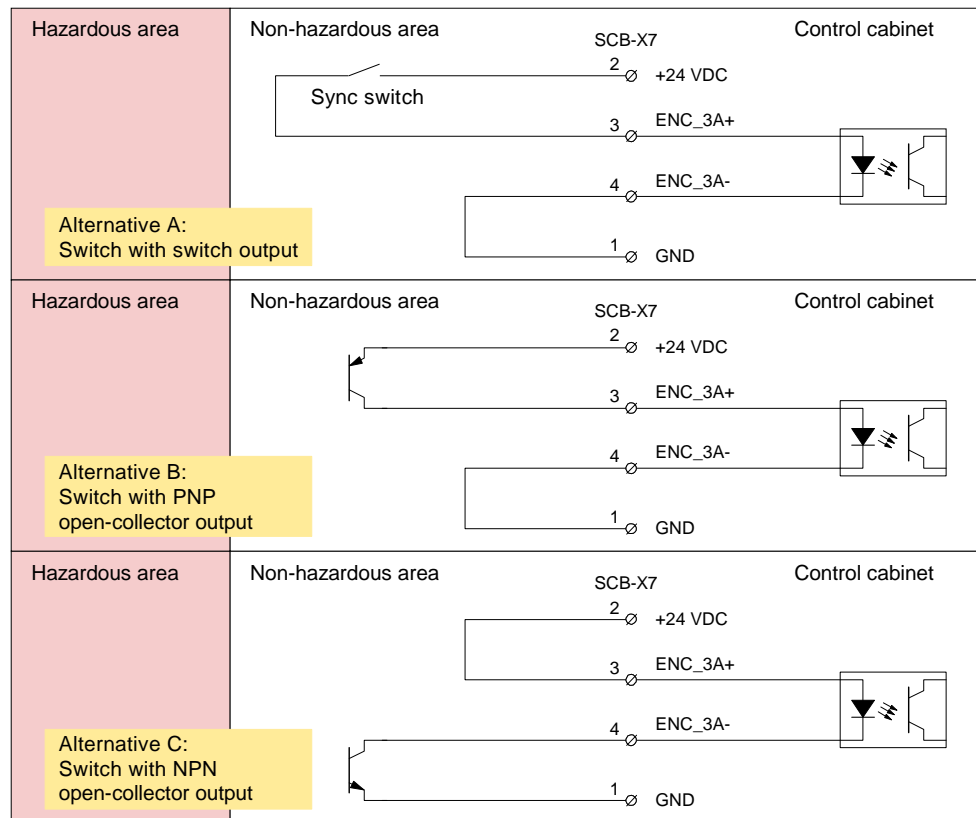 Hazardous area
Non-hazardous area
SCB-X7
Control cabinet
2
+24 VDC
Sync switch
3
ENC_3A+
4
ENC_3A-
Alternative A:
Switch with switch output
1
GND
Hazardous area
Non-hazardous area
SCB-X7
Control cabinet
2
+24 VDC
3
ENC_3A+
4
ENC_3A-
Alternative B:
Switch with PNP
open-collector output
1
GND
Hazardous area
Non-hazardous area
SCB-X7
Control cabinet
2
+24 VDC
3
ENC_3A+
4
ENC_3A-
Alternative C:
Switch with NPN
open-collector output
1
GND